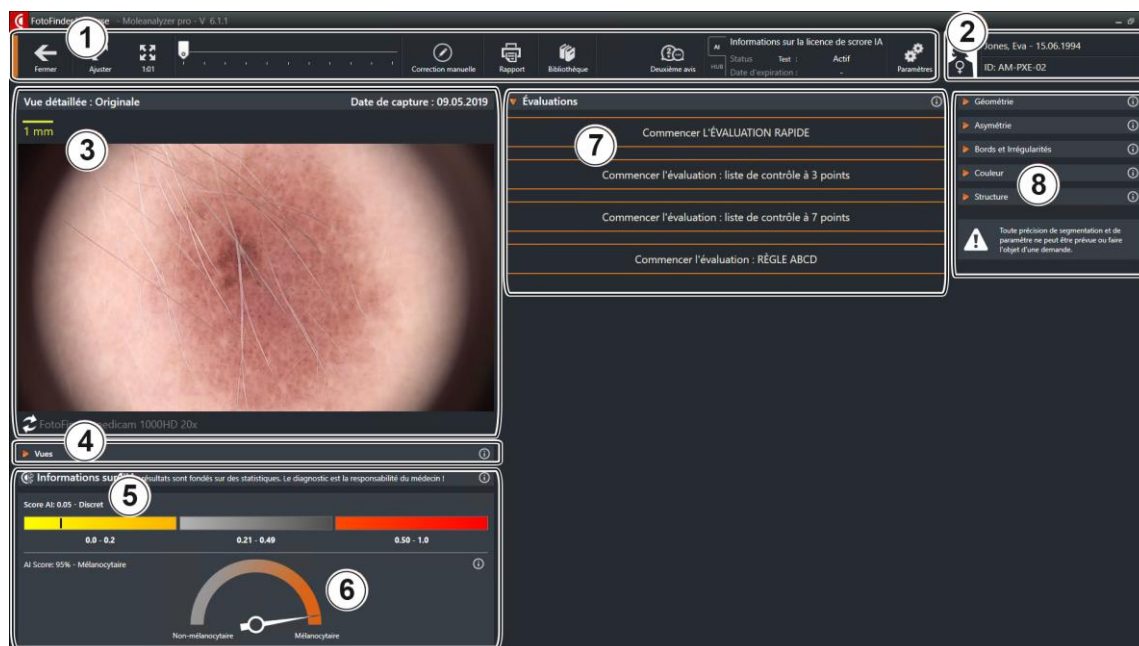 FotoFinder - Moleanalyzer pro - V 6.1.1
1
2
Fermer
Ajuster
1:01
Correction manuelle
Rapport
Bibliothèque
Deuxième avis
AI
HUB
Informations sur la licence de scrore IA
Status Test : Actif
Date d'expiration : -
Paramètres
Jones, Eva - 15.06.1994
ID: AM-PXE-02
Vue détaillée : Originale
Date de capture : 09.05.2019
1 mm
3
Évaluations
Commencer L'ÉVALUATION RAPIDE
7
Commencer l'évaluation : liste de contrôle à 3 points
Commencer l'évaluation : liste de contrôle à 7 points
Commencer l'évaluation : RÈGLE ABCD
Géométrie
Asymétrie
Bords et Irrégularités
Couleur
8
Structure
Toute précision de segmentation et de
paramètre ne peut être prévue ou faire
l'objet d'une demande.
medicam 1000HD 20x
4
Vues
Informations résultats sont fondés sur des statistiques. Le diagnostic est la responsabilité du médecin !
5
Score AI: 0.05 - Discret
0.0 - 0.2
0.21 - 0.49
0.50 - 1.0
AI Score: 95% - Mélanocytaire
6
Non-mélanocytaire
Mélanocytaire